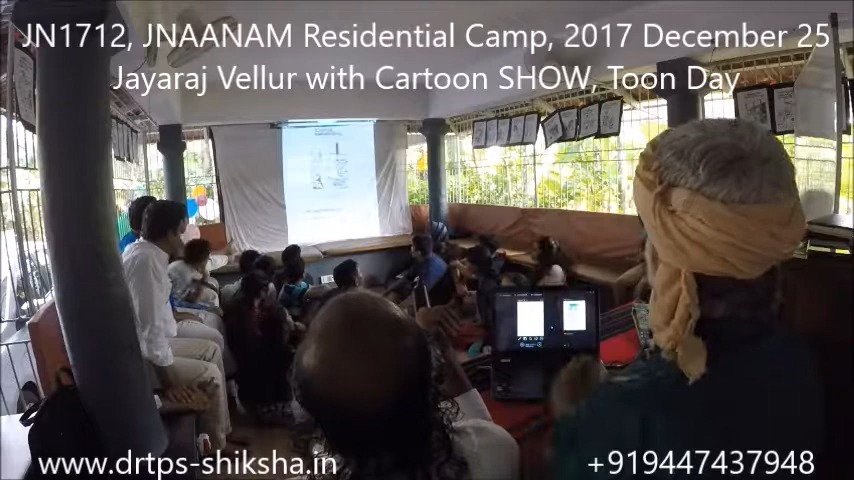 JN1712, JNAANAM Residential Camp, 2017 December 25
Jayaraj Vellur with Cartoon SHOW, Toon Day
www.drtps-shiksha.in
+919447437948